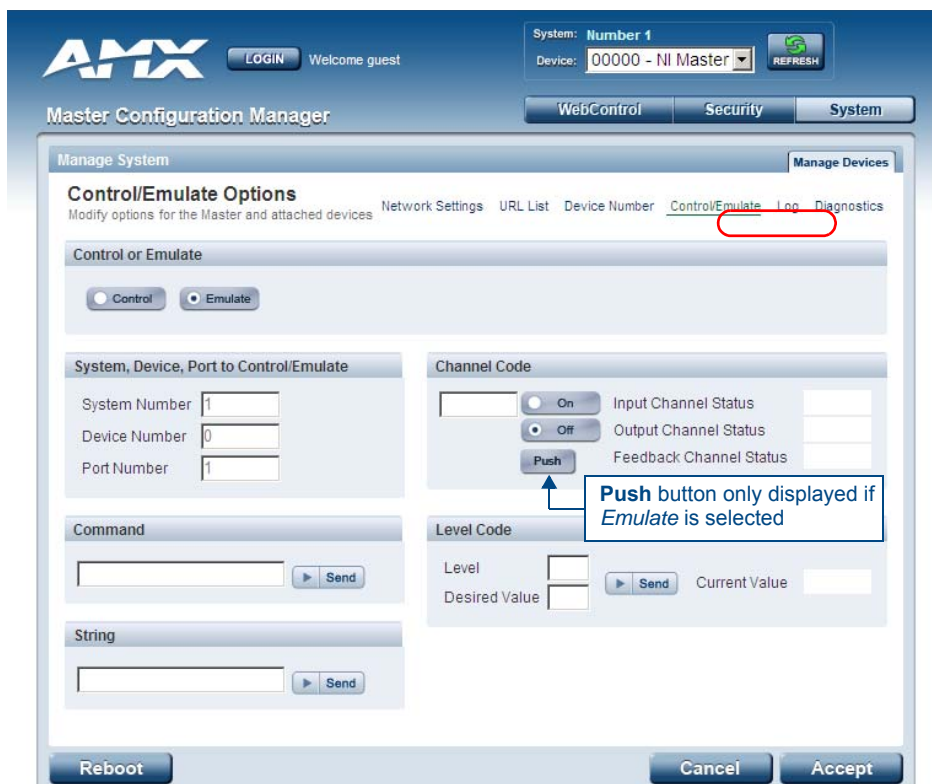 System: Number 1
AMX LOGIN Welcome guest
Device: 00000 - NI Master REFRESH
Master Configuration Manager
WebControl Security System
Manage System
Manage Devices
Control/Emulate Options
Modify options for the Master and attached devices
Network Settings URL List Device Number Control/Emulate Log Diagnostics
Control or Emulate
Control Emulate
System, Device, Port to Control/Emulate
System Number 1
Device Number 0
Port Number 1
Channel Code
On Input Channel Status
Off Output Channel Status
Push Feedback Channel Status
Push button only displayed if
Emulate is selected
Command
Send
Level Code
Level
Desired Value
Send Current Value
String
Send
Reboot Cancel Accept